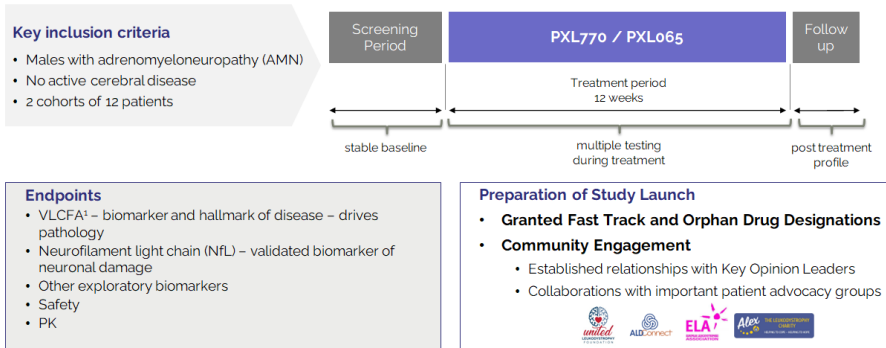 Key inclusion criteria
• Males with adrenomyeloneuropathy (AMN)
• No active cerebral disease
• 2 cohorts of 12 patients
Screening
Period
PXL770 / PXL065
Follow
up
Treatment period
12 weeks
stable baseline
multiple testing
during treatment
post treatment
profile
Endpoints
• VLCFA¹ – biomarker and hallmark of disease – drives
pathology
• Neurofilament light chain (NfL) – validated biomarker of
neuronal damage
• Other exploratory biomarkers
• Safety
• PK
Preparation of Study Launch
• Granted Fast Track and Orphan Drug Designations
• Community Engagement
• Established relationships with Key Opinion Leaders
• Collaborations with important patient advocacy groups
united
LEUKODYSTROPHY
FOUNDATION
ALDConnect
ELA
Alex
THE LEUKODYSTROPHY
CHARITY